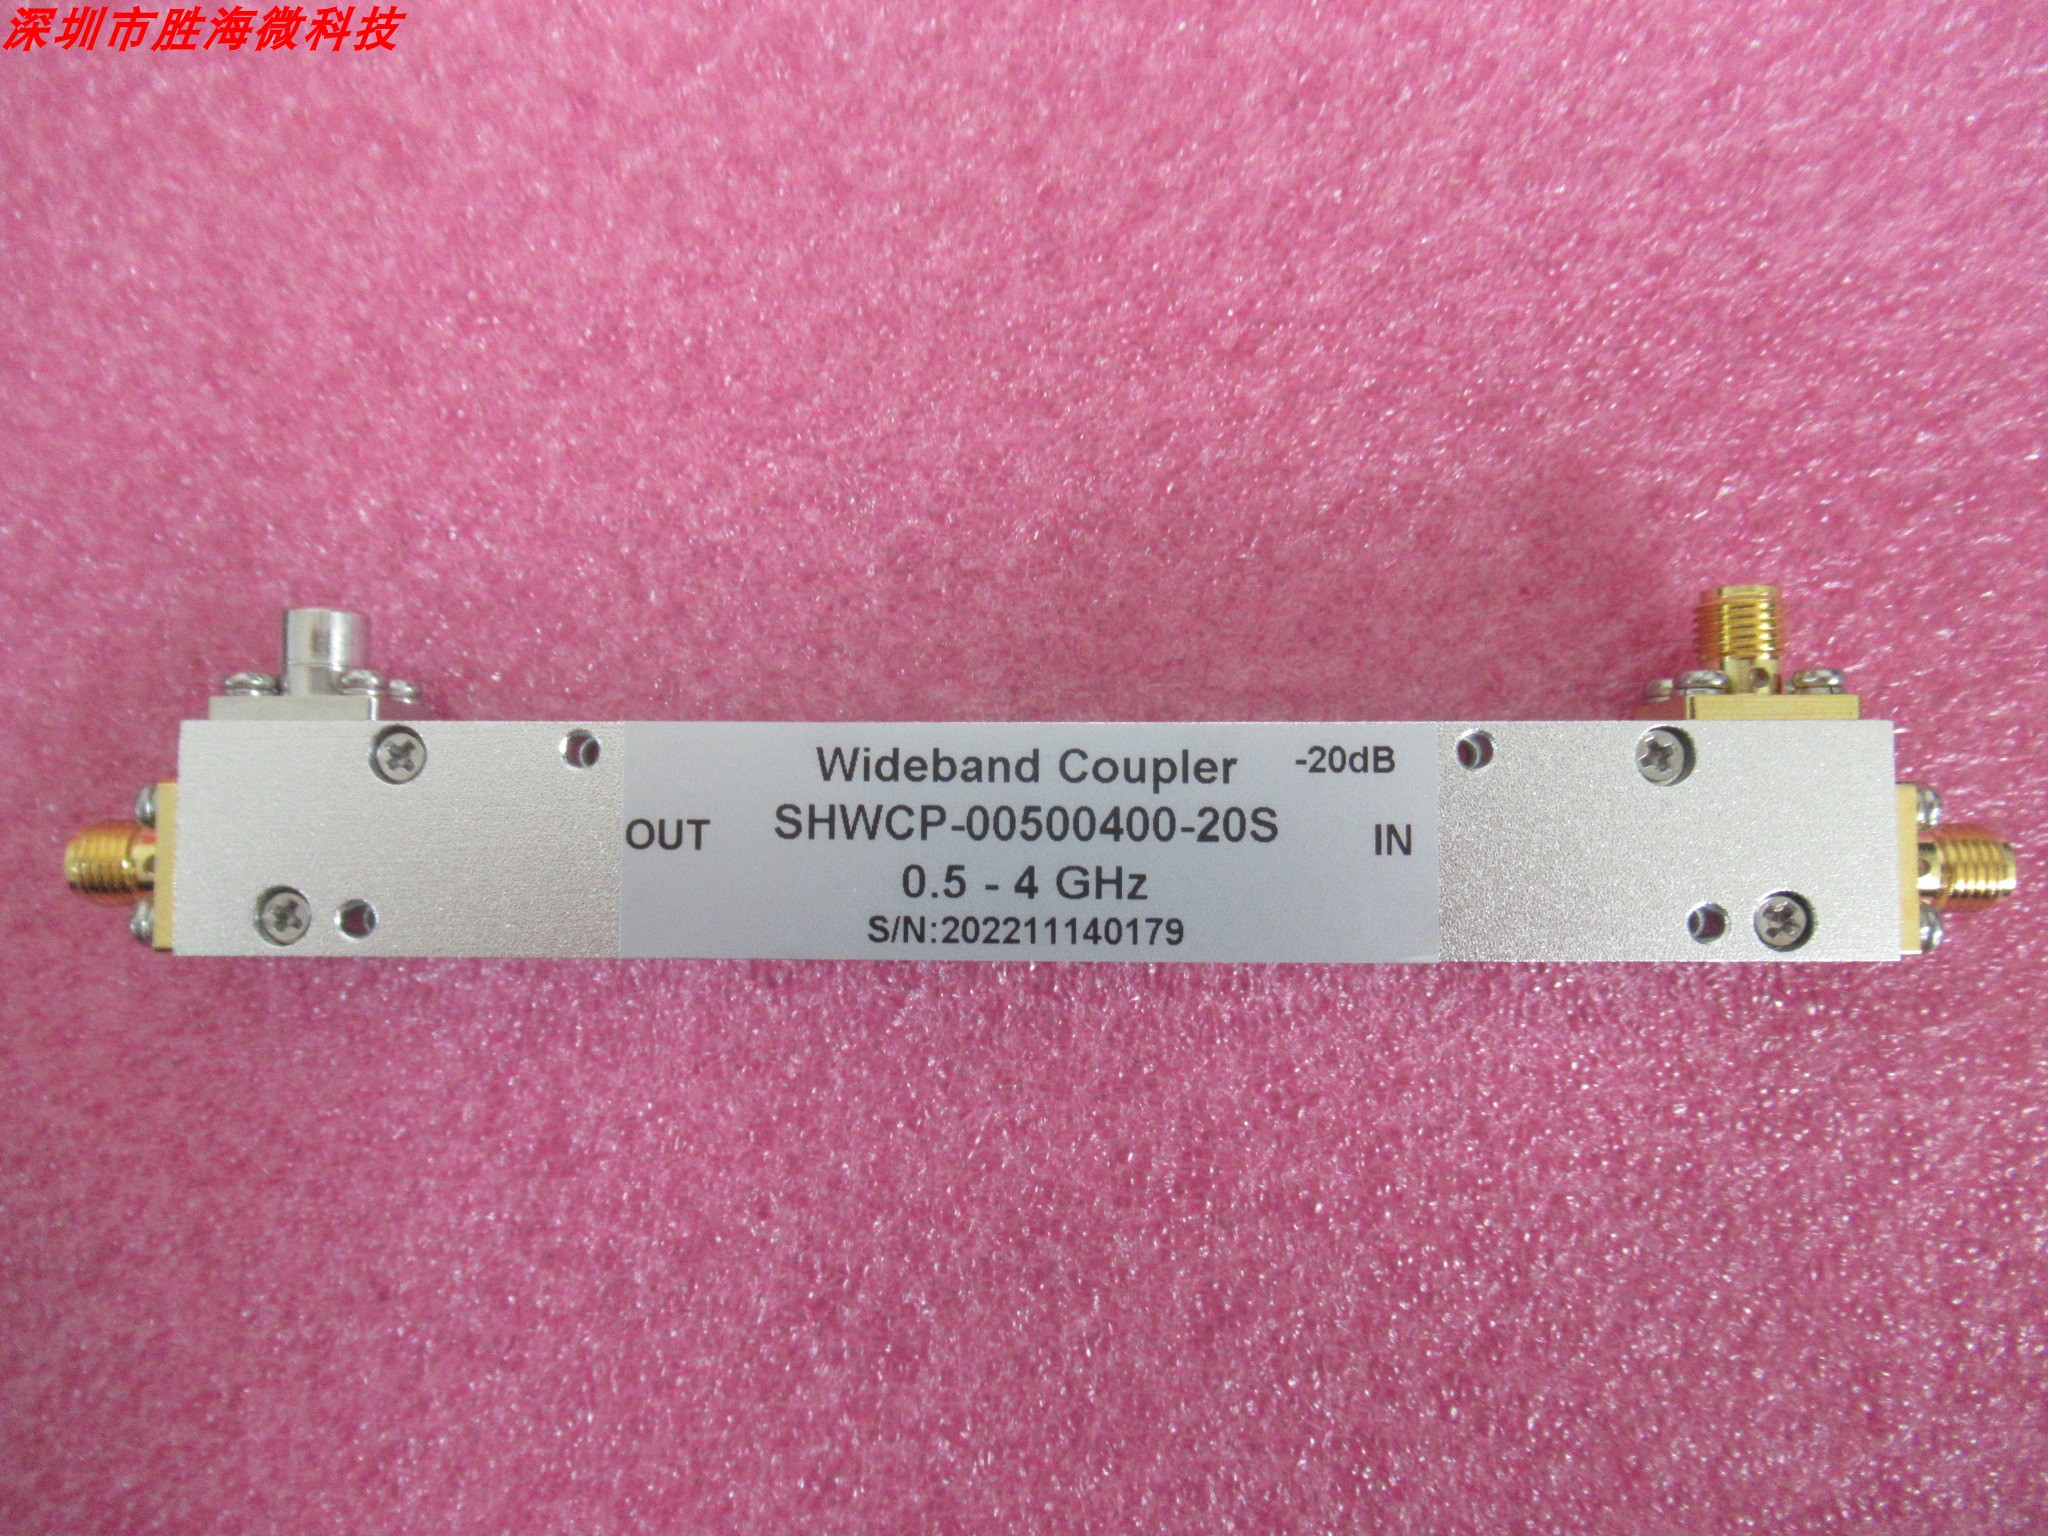 深圳市胜海微科技
Wideband Coupler
-20dB
SHWCP-00500400-20S
OUT
IN
0.5 - 4 GHz
S/N:202211140179